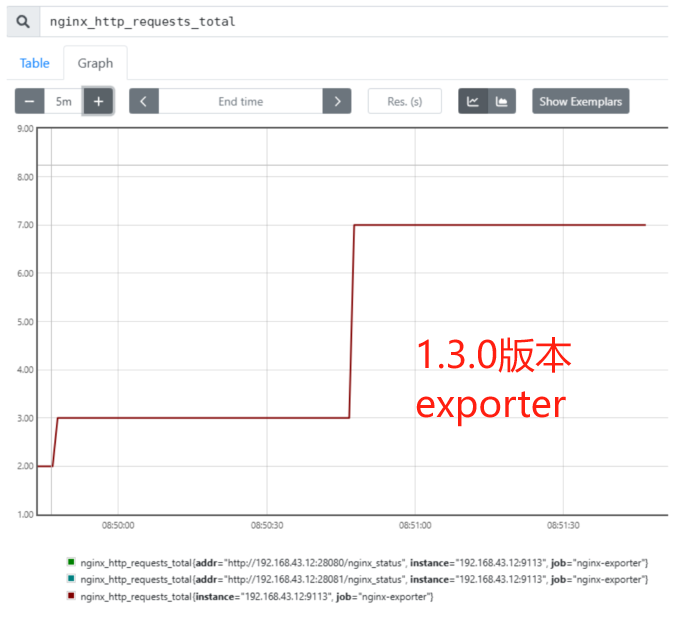 nginx_http_requests_total
Table
Graph
5m
End time
Res. (s)
Show Exemplars
9.00
8.00
7.00
6.00
5.00
4.00
3.00
2.00
1.00
1.3.0版本
exporter
08:50:00
08:50:30
08:51:00
08:51:30
nginx_http_requests_total{addr="http://192.168.43.12:28080/nginx_status", instance="192.168.43.12:9113", job="nginx-exporter"}
nginx_http_requests_total{addr="http://192.168.43.12:28081/nginx_status", instance="192.168.43.12:9113", job="nginx-exporter"}
nginx_http_requests_total{instance="192.168.43.12:9113", job="nginx-exporter"}